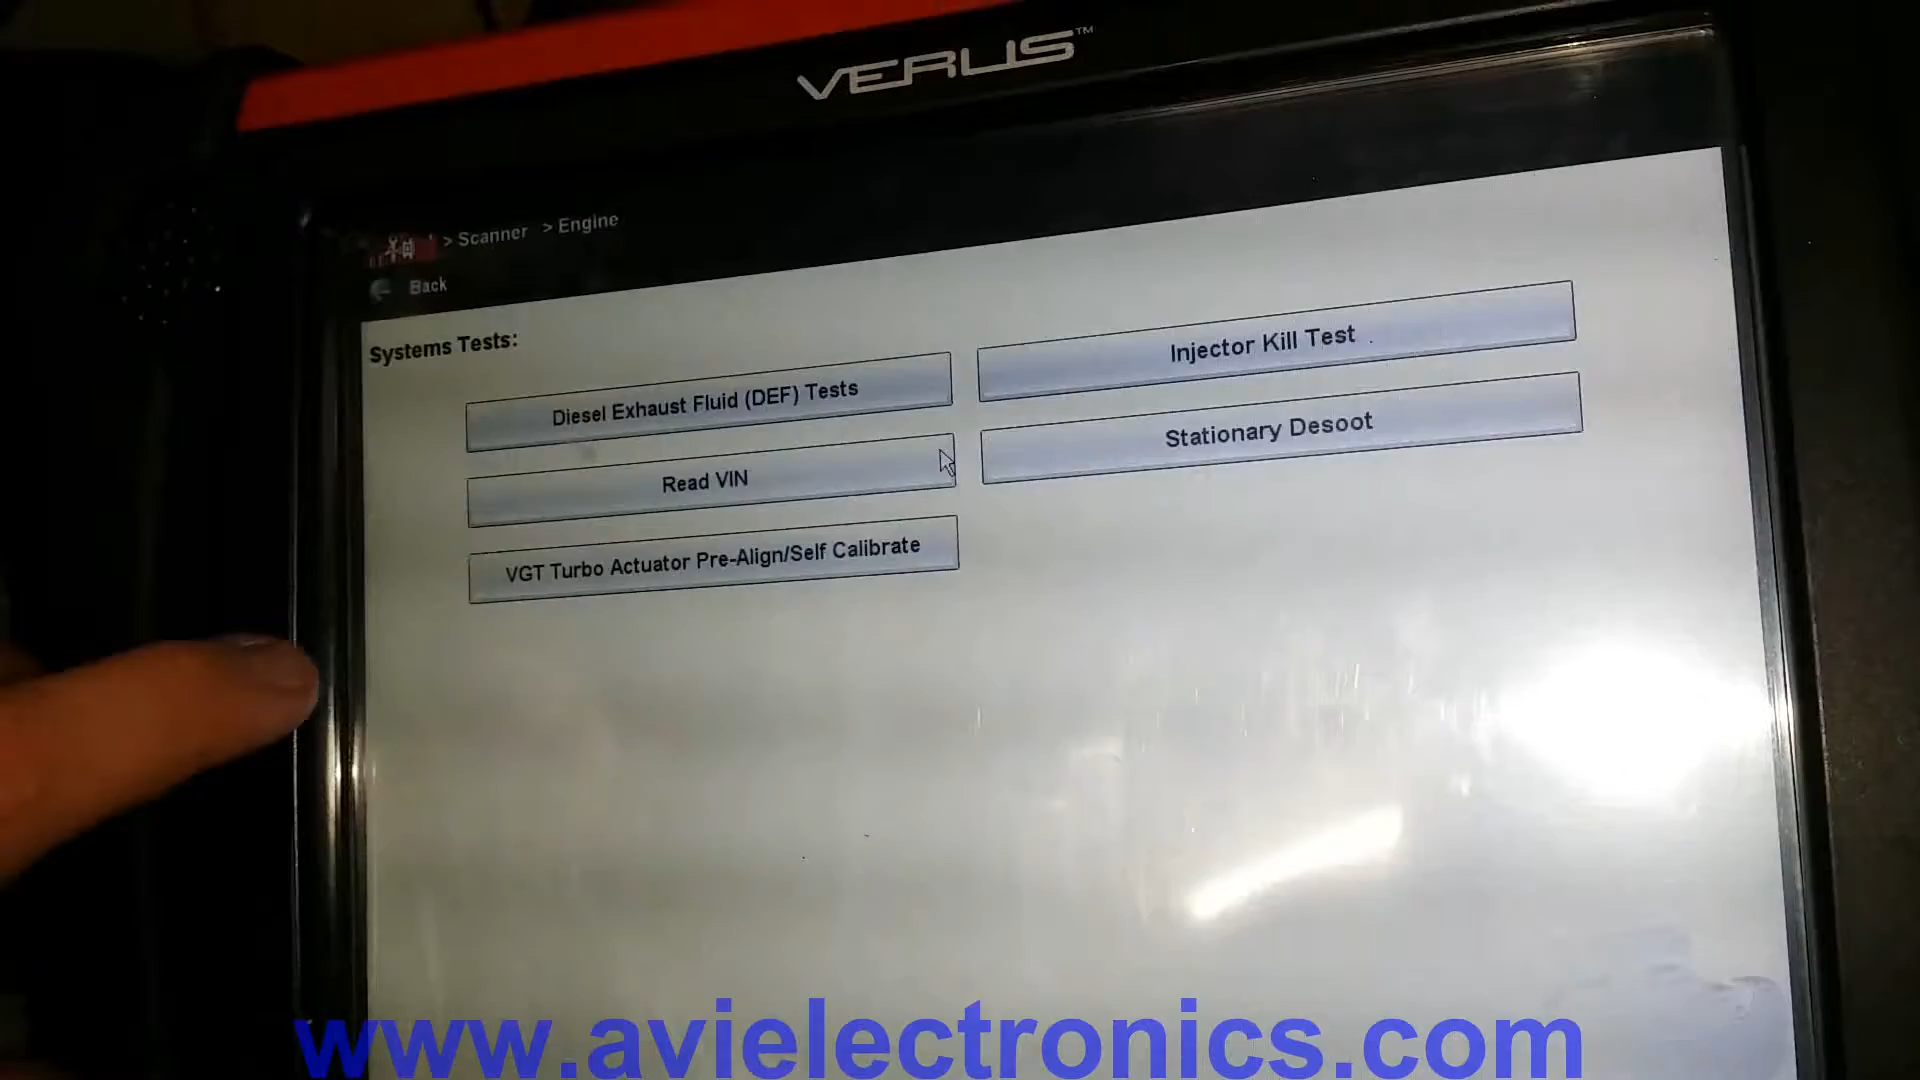 VERUS™
> Scanner > Engine
Back
Systems Tests:
Diesel Exhaust Fluid (DEF) Tests
Injector Kill Test
Read VIN
Stationary Desoot
VGT Turbo Actuator Pre-Align/Self Calibrate
www.avielectronics.com